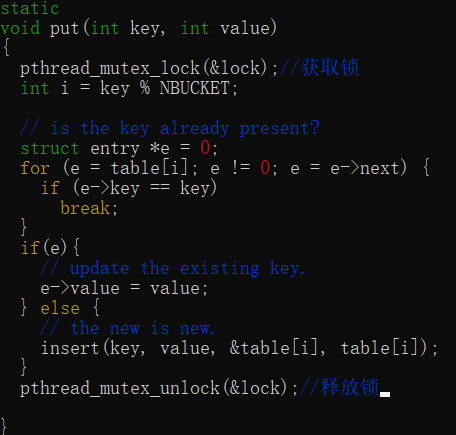 static
void put(int key, int value)
{
  pthread_mutex_lock(&lock);//获取锁
  int i = key % NBUCKET;

  // is the key already present?
  struct entry *e = 0;
  for (e = table[i]; e != 0; e = e->next) {
    if (e->key == key)
      break;
  }
  if(e){
    // update the existing key.
    e->value = value;
  } else {
    // the new is new.
    insert(key, value, &table[i], table[i]);
  }
  pthread_mutex_unlock(&lock);//释放锁

}